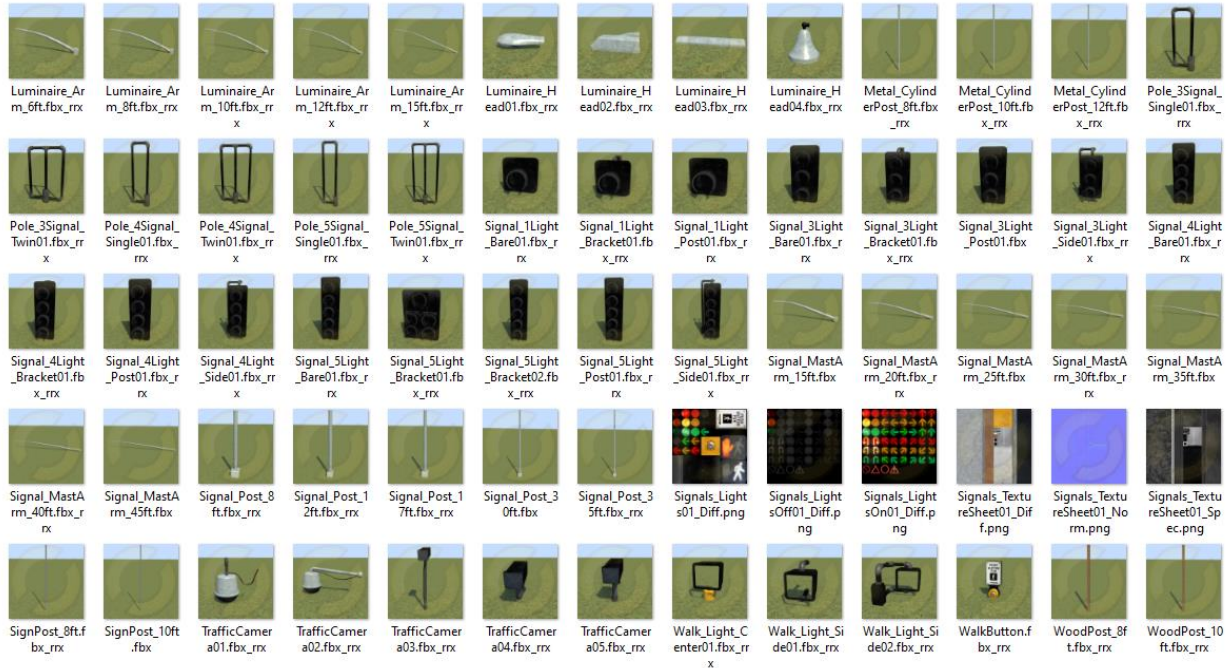 Luminaire_Ar Luminaire_Ar Luminaire_Ar Luminaire_Ar Luminaire_Ar Luminaire_H Luminaire_H Luminaire_H Luminaire_H Metal_Cylind Metal_Cylind Metal_Cylind Pole_3Signal_
m_6ft.fbx_rrx m_8ft.fbx_rrx m_10ft.fbx_rr m_12ft.fbx_rr m_15ft.fbx_rr ead01.fbx_rrx ead02.fbx_rrx ead03.fbx_rrx ead04.fbx_rrx erPost_8ft.fbx erPost_10ft.fb erPost_12ft.fb Single01.fbx_
x x x _rrx x_rrx x_rrx rrx
Pole_3Signal_ Pole_4Signal_ Pole_4Signal_ Pole_5Signal_ Pole_5Signal_ Signal_1Light Signal_1Light Signal_1Light Signal_3Light Signal_3Light Signal_3Light Signal_3Light Signal_4Light
Twin01.fbx_rr Single01.fbx_ Twin01.fbx_rr Single01.fbx_ Twin01.fbx_rr _Bare01.fbx_r _Bracket01.fb _Post01.fbx_r _Bare01.fbx_r _Bracket01.fb _Post01.fbx _Side01.fbx_rr _Bare01.fbx_r
x rrx x rrx x rx x_rrx rx rx x_rrx x rx
Signal_4Light Signal_4Light Signal_4Light Signal_5Light Signal_5Light Signal_5Light Signal_5Light Signal_5Light Signal_MastA Signal_MastA Signal_MastA Signal_MastA Signal_MastA
_Bracket01.fb _Post01.fbx_r _Side01.fbx_rr _Bare01.fbx_r _Bracket01.fb _Bracket02.fb _Post01.fbx_r _Side01.fbx_rr rm_15ft.fbx rm_20ft.fbx_r rm_25ft.fbx rm_30ft.fbx_r rm_35ft.fbx
x_rrx rx x rx x_rrx x_rrx rx x rx rx
Signal_MastA Signal_MastA Signal_Post_8 Signal_Post_1 Signal_Post_1 Signal_Post_3 Signal_Post_3 Signals_Light Signals_Ligh Signals_Ligh Signals_Textu Signals_Textu Signals_Textu
rm_40ft.fbx_r rm_45ft.fbx ft.fbx_rrx 2ft.fbx_rrx 7ft.fbx_rrx 0ft.fbx 5ft.fbx_rrx s01_Diff.png tsOff01_Diff.p tsOn01_Diff.p reSheet01_Dif reSheet01_No reSheet01_Sp
rx ng ng f.png rm.png ec.png
SignPost_8ft.f SignPost_10ft TrafficCamer TrafficCamer TrafficCamer TrafficCamer TrafficCamer Walk_Light_C Walk_Light_Si Walk_Light_Si WalkButton.f WoodPost_8f WoodPost_10
bx_rrx .fbx a01.fbx_rrx a02.fbx_rrx a03.fbx_rrx a04.fbx_rrx a05.fbx_rrx enter01.fbx_rr de01.fbx_rrx de02.fbx_rrx bx_rrx t.fbx_rrx ft.fbx_rrx
x